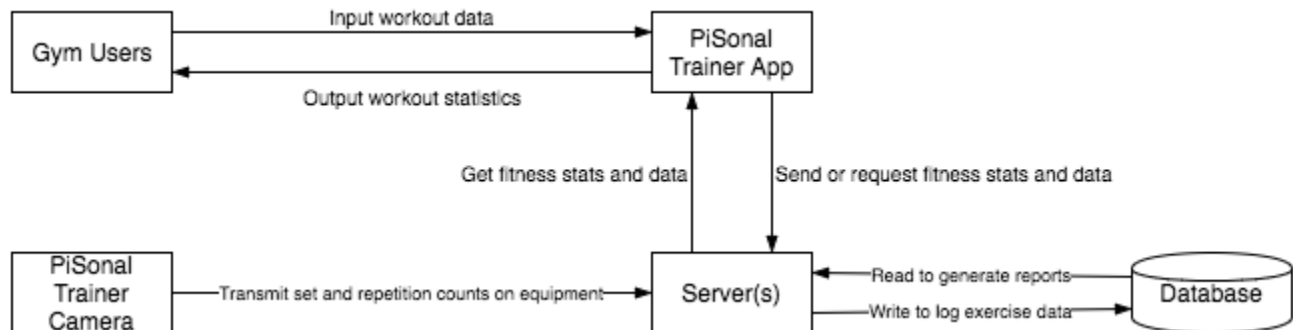 Input workout data
Gym Users
PiSonal
Trainer App
Output workout statistics
Get fitness stats and data
Send or request fitness stats and data
PiSonal
Trainer
Camera
Transmit set and repetition counts on equipment
Server(s)
Read to generate reports
Write to log exercise data
Database